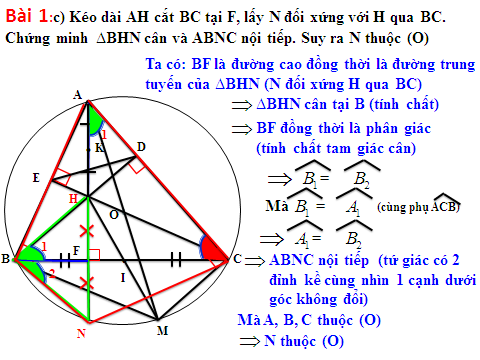 Bài 1:c) Kéo dài AH cắt BC tại F, lấy N đối xứng với H qua BC.
Chứng minh ∆BHN cân và ABNC nội tiếp. Suy ra N thuộc (O)
Ta có: BF là đường cao đồng thời là đường trung
tuyến của ∆BHN (N đối xứng H qua BC)
⇒ ∆BHN cân tại B (tính chất)
⇒ BF đồng thời là phân giác
(tính chất tam giác cân)
⇒ B₁ = B₂
Mà B₁ = A₁ (cùng phụ ACB)
⇒ A₁ = B₂
⇒ ABNC nội tiếp (tứ giác có 2
đỉnh kề cùng nhìn 1 cạnh dưới
góc không đổi)
Mà A, B, C thuộc (O)
⇒ N thuộc (O)
A
1
K
D
E
H
O
1
F
B
C
2
I
N
M